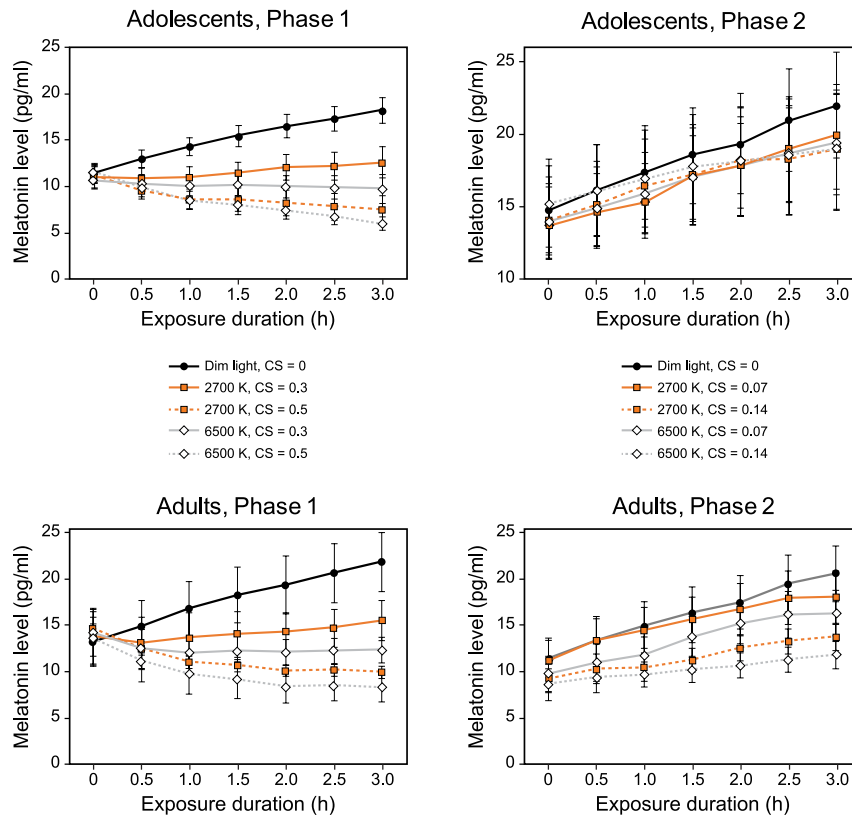 Adolescents, Phase 1
Melatonin level (pg/ml)
25
20
15
10
5
0
0 0.5 1.0 1.5 2.0 2.5 3.0
Exposure duration (h)
Adolescents, Phase 2
Melatonin level (pg/ml)
25
20
15
10
0 0.5 1.0 1.5 2.0 2.5 3.0
Exposure duration (h)
Dim light, CS = 0
2700 K, CS = 0.3
2700 K, CS = 0.5
6500 K, CS = 0.3
6500 K, CS = 0.5
Dim light, CS = 0
2700 K, CS = 0.07
2700 K, CS = 0.14
6500 K, CS = 0.07
6500 K, CS = 0.14
Adults, Phase 1
Melatonin level (pg/ml)
25
20
15
10
5
0
0 0.5 1.0 1.5 2.0 2.5 3.0
Exposure duration (h)
Adults, Phase 2
Melatonin level (pg/ml)
25
20
15
10
5
0
0 0.5 1.0 1.5 2.0 2.5 3.0
Exposure duration (h)